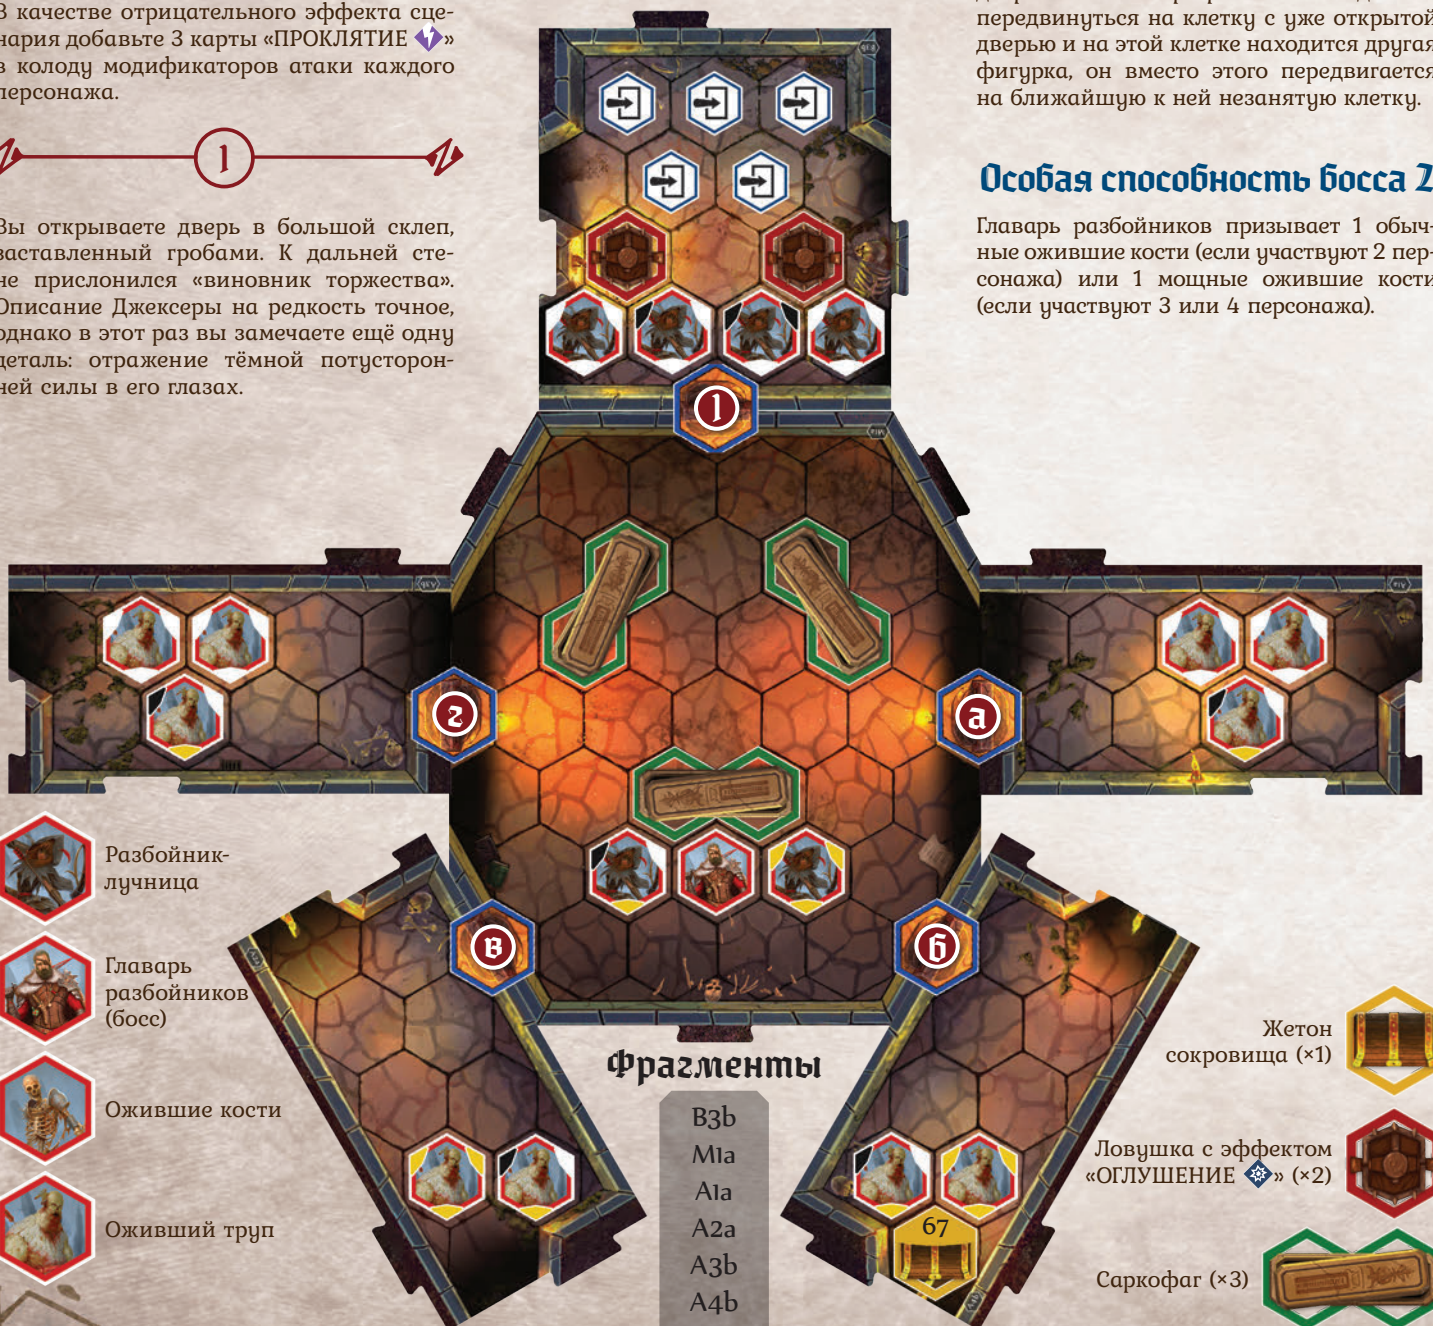 В качестве отрицательного эффекта сце-
нария добавьте 3 карты «ПРОКЛЯТИЕ »
в колоду модификаторов атаки каждого
персонажа.
1
Вы открываете дверь в большой склеп,
заставленный гробами. К дальней сте-
не прислонился «виновник торжества».
Описание Джексеры на редкость точное,
однако в этот раз вы замечаете ещё одну
деталь: отражение тёмной потусторон-
ней силы в его глазах.
передвинуться на клетку с уже открытой
дверью и на этой клетке находится другая
фигурка, он вместо этого передвигается
на ближайшую к ней незанятую клетку.
Особая способность босса 2
Главарь разбойников призывает 1 обыч-
ные ожившие кости (если участвуют 2 пер-
сонажа) или 1 мощные ожившие кости
(если участвуют 3 или 4 персонажа).
1
г
а
в
б
67
Разбойник-
лучница
Главарь
разбойников
(босс)
Ожившие кости
Оживший труп
Фрагменты
B3b
M1a
A1a
A2a
A3b
A4b
Жетон
сокровища (×1)
Ловушка с эффектом
«ОГЛУШЕНИЕ » (×2)
Саркофаг (×3)